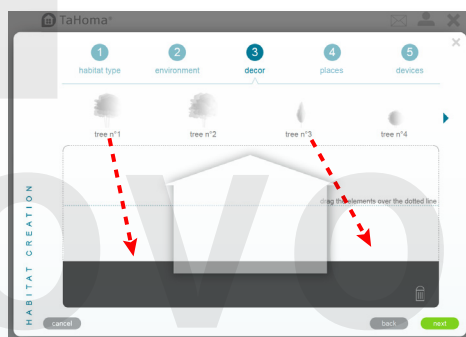 TaHoma®
1 2 3 4 5
habitat type environment decor places devices
tree n°1 tree n°2 tree n°3 tree n°4
drag the elements over the dotted line
HABITAT CREATION
cancel back next